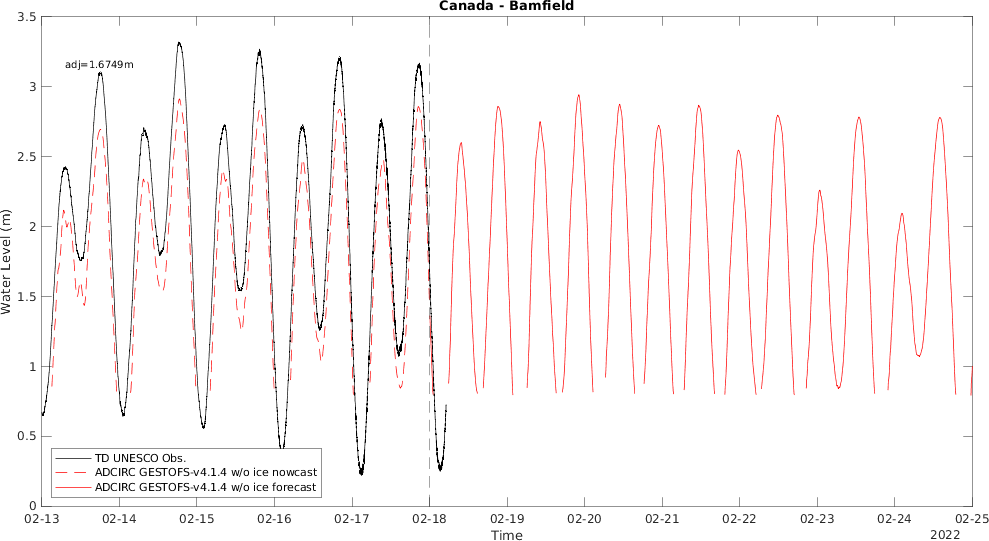 Canada - Bamfield
adj=1.6749m
Water Level (m)
3.5
3
2.5
2
1.5
1
0.5
0
TD UNESCO Obs.
ADCIRC GESTOFS-v4.1.4 w/o ice nowcast
ADCIRC GESTOFS-v4.1.4 w/o ice forecast
02-13 02-14 02-15 02-16 02-17 02-18 02-19 02-20 02-21 02-22 02-23 02-24 02-25
Time
2022